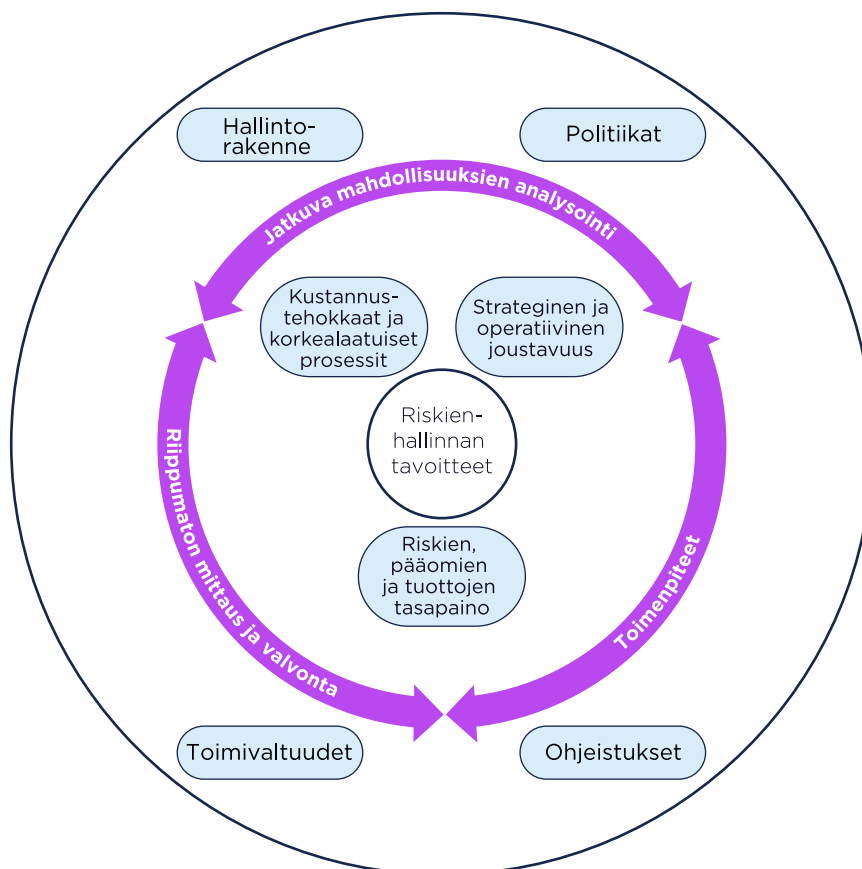 Hallinto-
rakenne
Politiikat
Jatkuva mahdollisuuksien analysointi
Kustannus-
tehokkaat ja
korkealaatuiset
prosessit
Strateginen ja
operatiivinen
joustavuus
Riskien-
hallinnan
tavoitteet
Riippumaton mittaus ja valvonta
Toimenpiteet
Riskien,
pääomien
ja tuottojen
tasapaino
Toimivaltuudet
Ohjeistukset